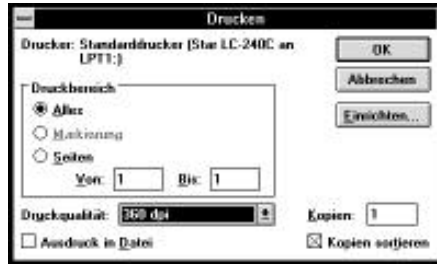 Drucken
Drucker: Standarddrucker (Star LC-240C an
LPT1:)
OK
Abbrechen
Einrichten...
Druckbereich
Alles
Markierung
Seiten
Von: 1 Bis: 1
Druckqualität: 360 dpi
Kopien: 1
Ausdruck in Datei
Kopien sortieren